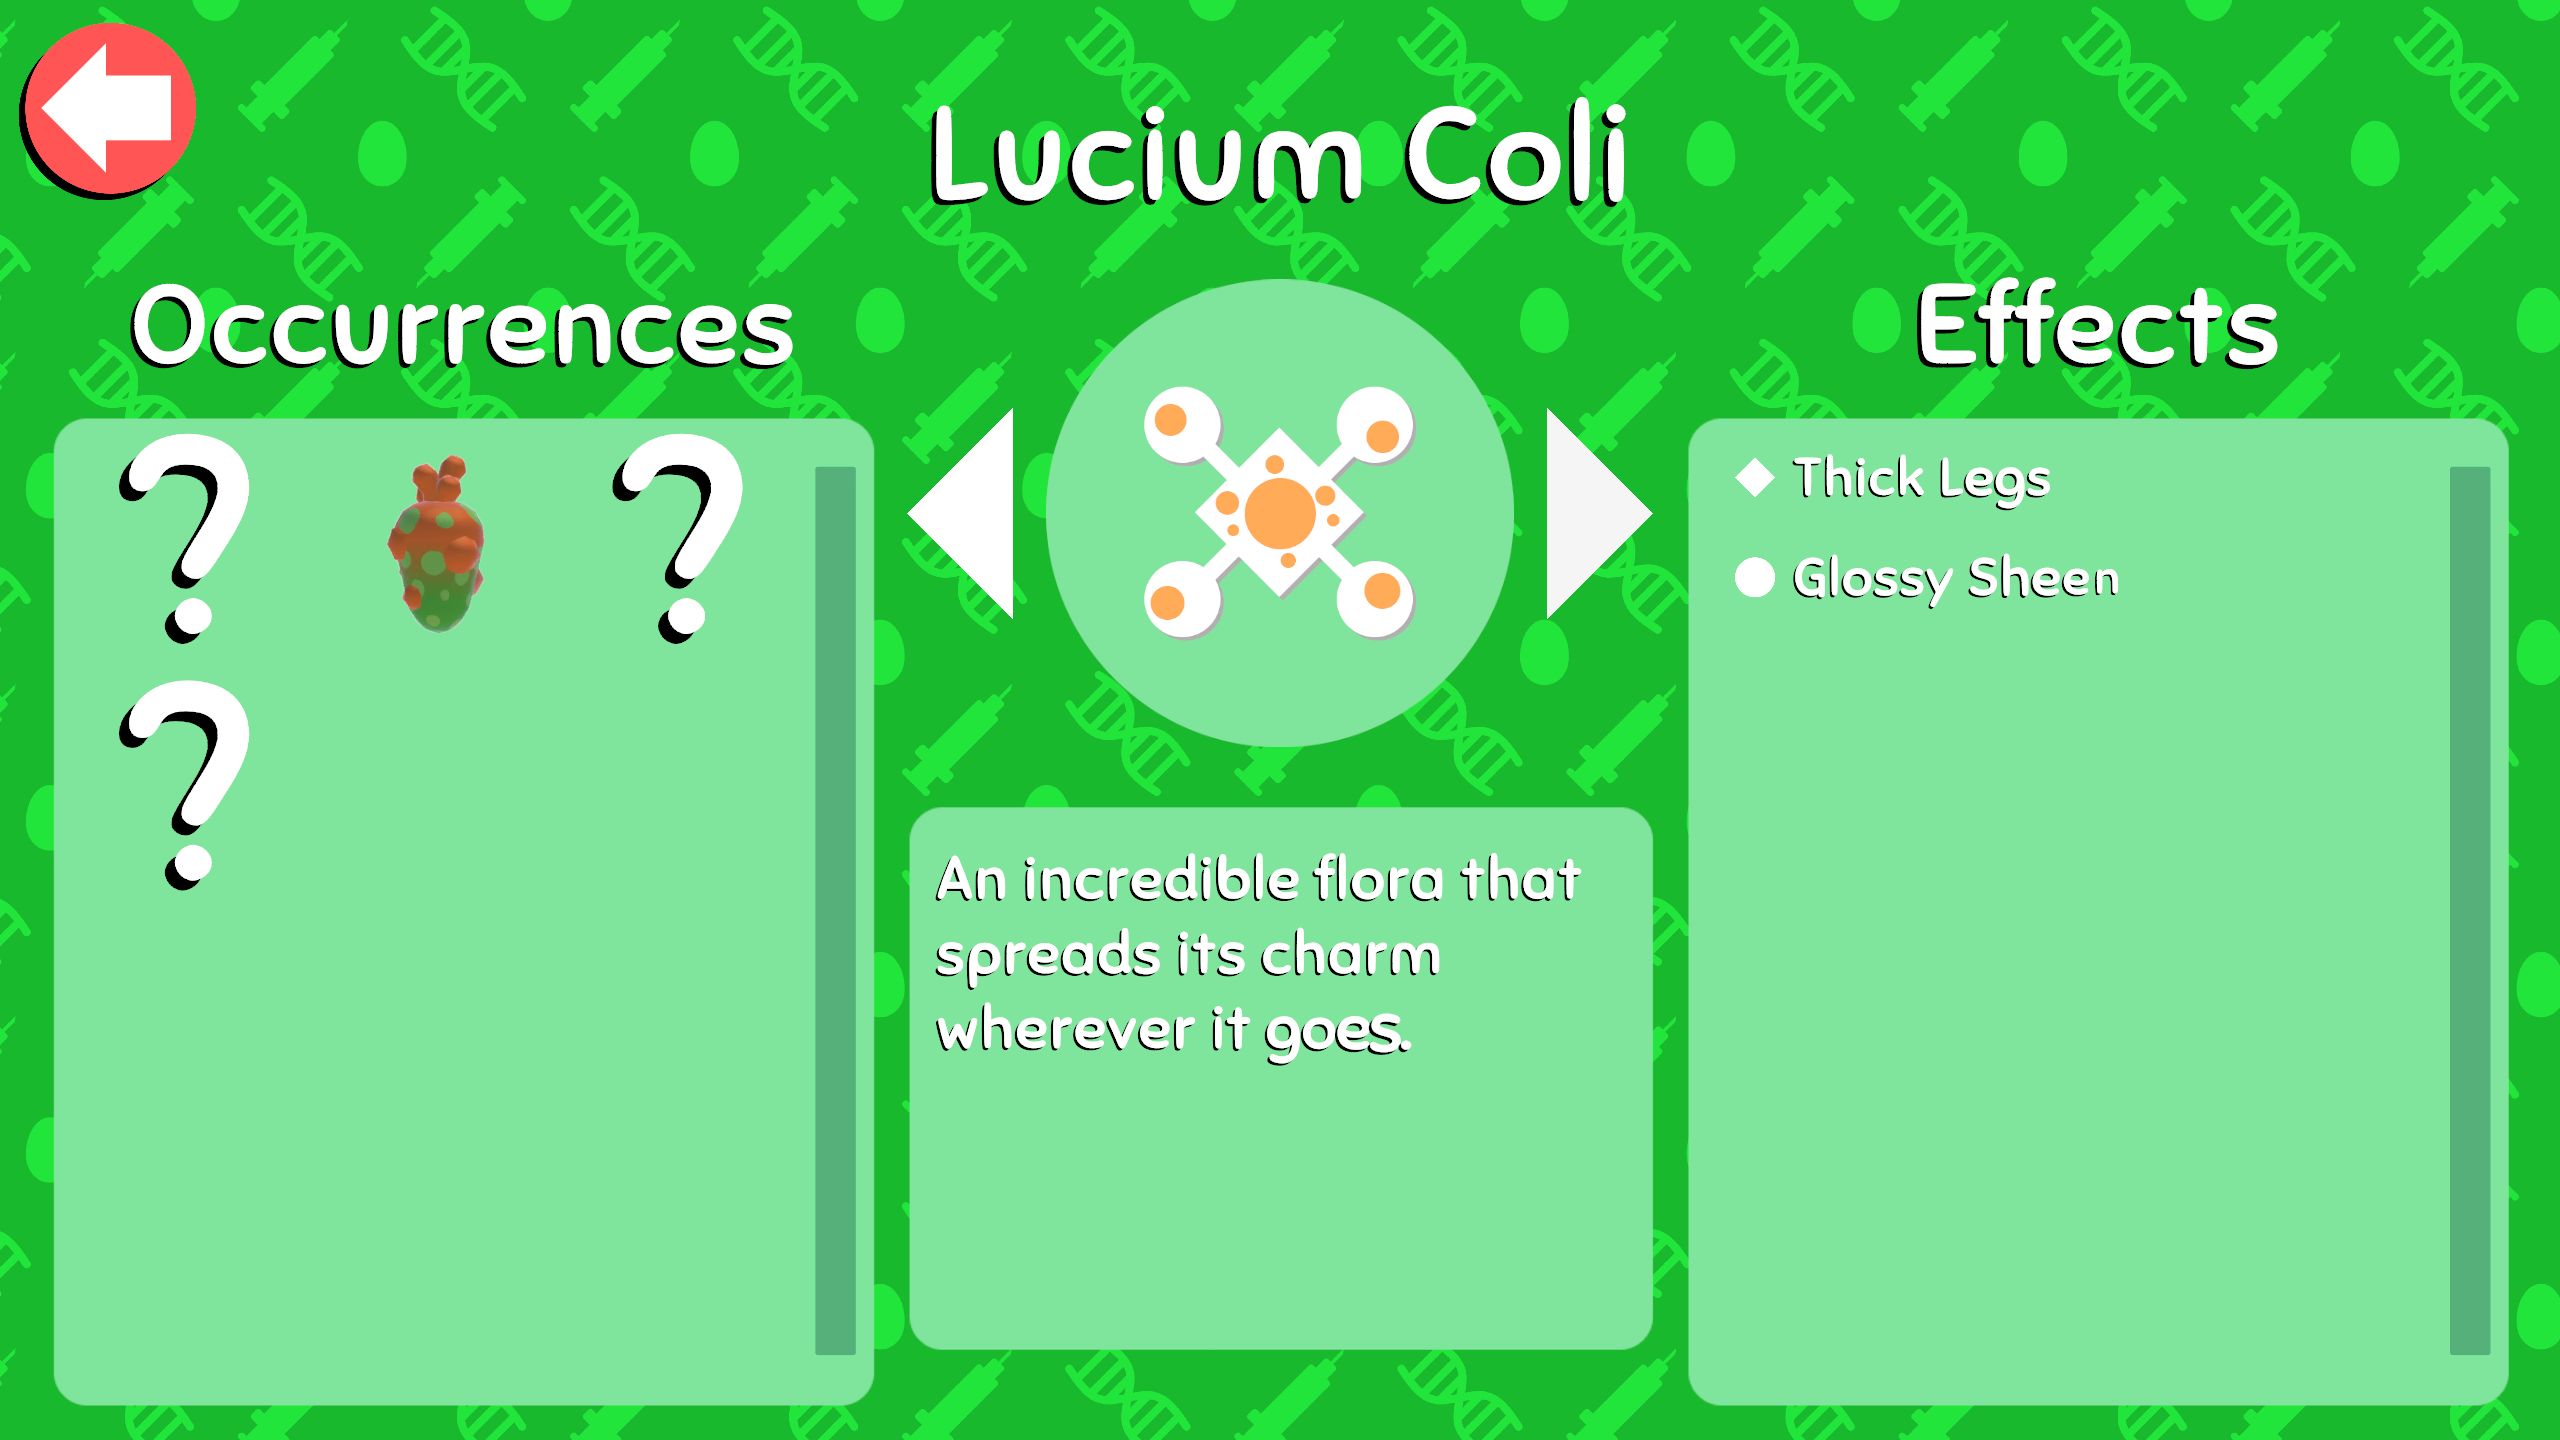 Lucium Coli
Occurrences
?
?
?
An incredible flora that
spreads its charm
wherever it goes.
Effects
Thick Legs
Glossy Sheen